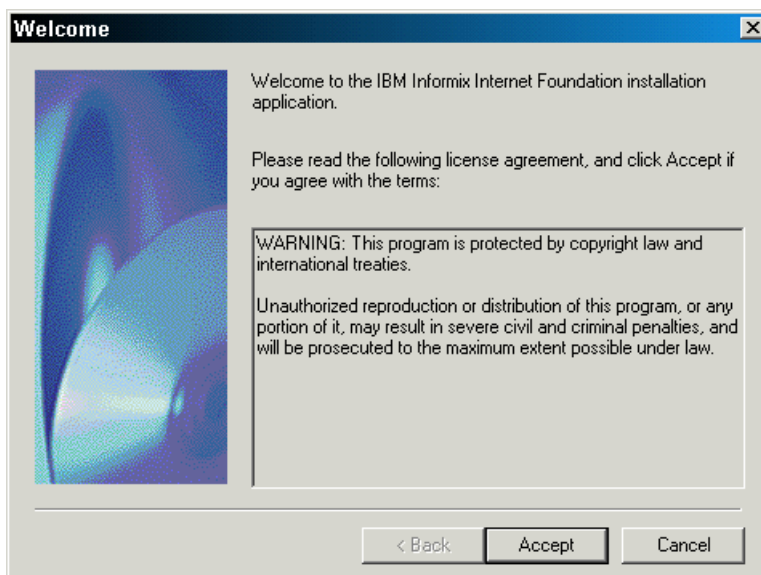 Welcome
Welcome to the IBM Informix Internet Foundation installation
application.
Please read the following license agreement, and click Accept if
you agree with the terms:
WARNING: This program is protected by copyright law and
international treaties.
Unauthorized reproduction or distribution of this program, or any
portion of it, may result in severe civil and criminal penalties, and
will be prosecuted to the maximum extent possible under law.
< Back
Accept
Cancel